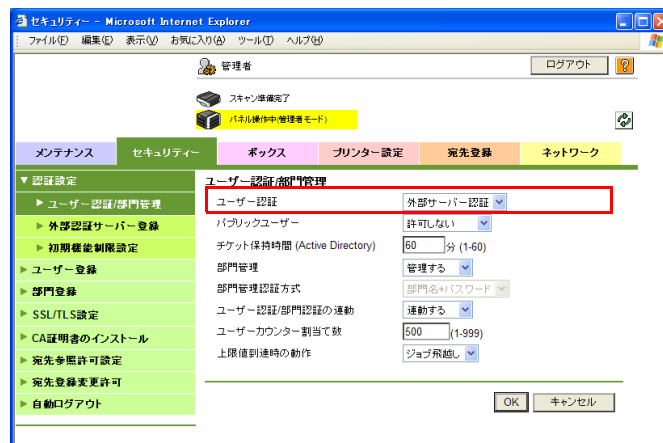 セキュリティー - Microsoft Internet Explorer
ファイル(F) 編集(E) 表示(V) お気に入り(A) ツール(T) ヘルプ(H)
管理者
ログアウト
?
スキャン準備完了
パネル操作中(管理者モード)
メンテナンス セキュリティー ボックス プリンター設定 宛先登録 ネットワーク
▼認証設定
▶ユーザー認証/部門管理
▶外部認証サーバー登録
▶初期機能制限設定
▶ユーザー登録
▶部門登録
▶SSL/TLS設定
▶CA証明書のインストール
▶宛先参照許可設定
▶宛先登録変更許可
▶自動ログアウト
ユーザー認証/部門管理
ユーザー認証 外部サーバー認証
パブリックユーザー 許可しない
チケット保持時間 (Active Directory) 60 分 (1-60)
部門管理 管理する
部門管理認証方式 部門名+パスワード
ユーザー認証/部門認証の連動 連動する
ユーザーカウンター割当て数 500 (1-999)
上限値到達時の動作 ジョブ飛越し
OK キャンセル